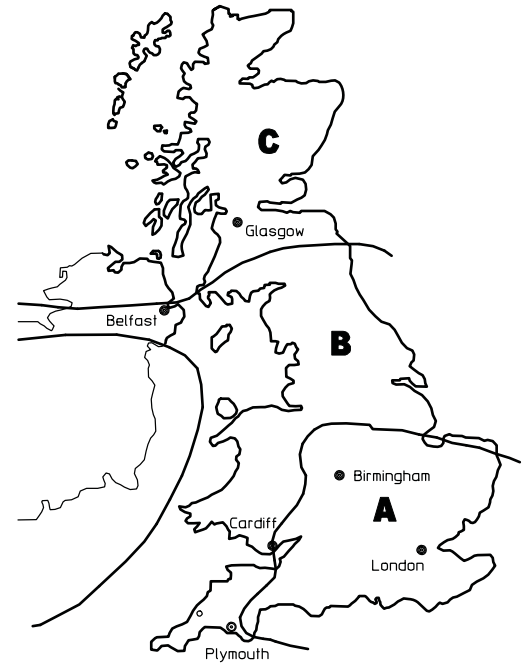 C
Glasgow
Belfast
B
Birmingham
A
Cardiff
London
Plymouth